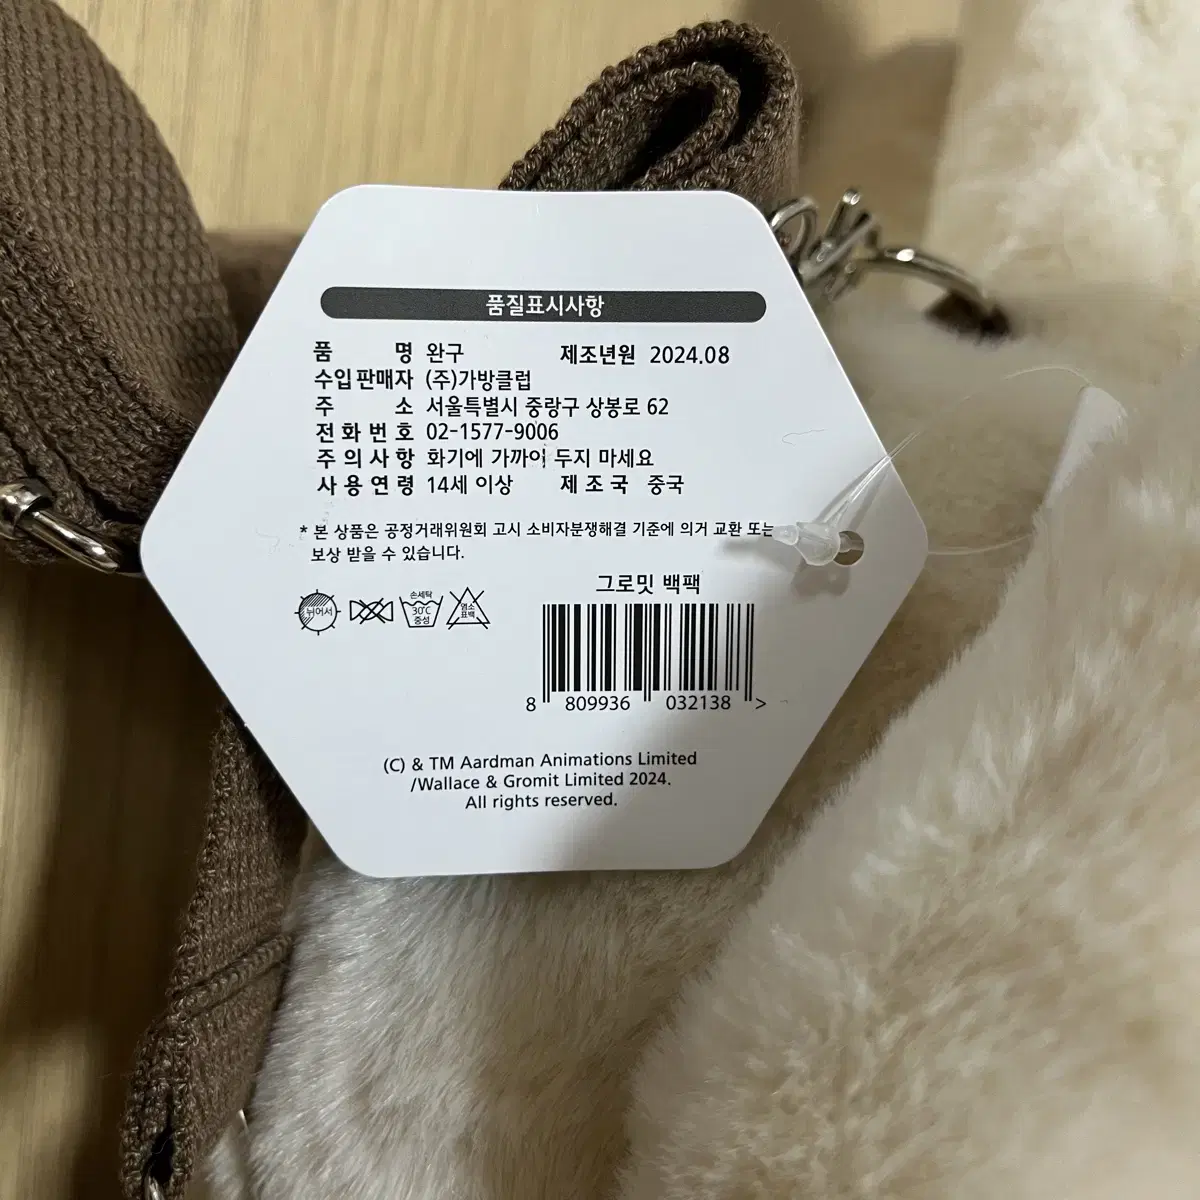 품질표시사항
품 명 완구 제조년원 2024.08
수입판매자 (주)가방클럽
주 소 서울특별시 중랑구 상봉로 62
전화번호 02-1577-9006
주의사항 화기에 가까이 두지 마세요
사용연령 14세 이상 제조국 중국
* 본 상품은 공정거래위원회 고시 소비자분쟁해결 기준에 의거 교환 또는
보상 받을 수 있습니다.
뉘어서
손세탁
30℃
중성
염소
표백
그로밋 백팩
8 809936 032138 >
(C) & TM Aardman Animations Limited
/Wallace & Gromit Limited 2024.
All rights reserved.